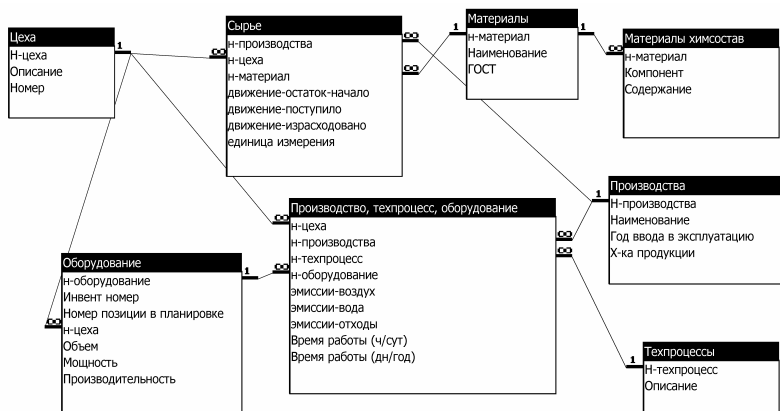 Цеха
Н-цеха
Описание
Номер
1
Сырье
н-производства
н-цеха
н-материал
движение-остаток-начало
движение-поступило
движение-израсходовано
единица измерения
∞
∞
∞
Материалы
н-материал
Наименование
ГОСТ
1
1
Материалы химсостав
н-материал
Компонент
Содержание
∞
Производства
Н-производства
Наименование
Год ввода в эксплуатацию
Х-ка продукции
1
Производство, техпроцесс, оборудование
н-цеха
н-производства
н-техпроцесс
н-оборудование
эмиссии-воздух
эмиссии-вода
эмиссии-отходы
Время работы (ч/сут)
Время работы (дн/год)
∞
∞
∞
∞
Оборудование
н-оборудование
Инвент номер
Номер позиции в планировке
н-цеха
Объем
Мощность
Производительность
1
∞
Техпроцессы
Н-техпроцесс
Описание
1